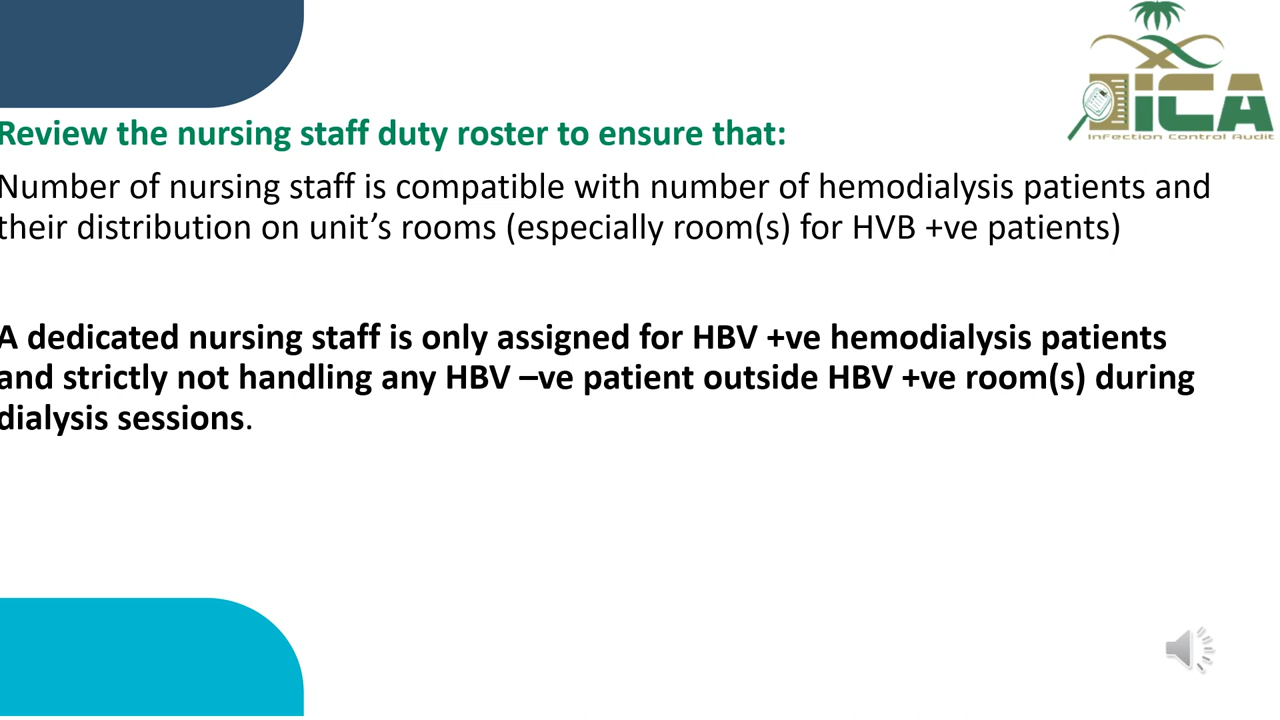 iCA
Infection Control Audit
Review the nursing staff duty roster to ensure that:
Number of nursing staff is compatible with number of hemodialysis patients and
their distribution on unit’s rooms (especially room(s) for HVB +ve patients)
A dedicated nursing staff is only assigned for HBV +ve hemodialysis patients
and strictly not handling any HBV –ve patient outside HBV +ve room(s) during
dialysis sessions.